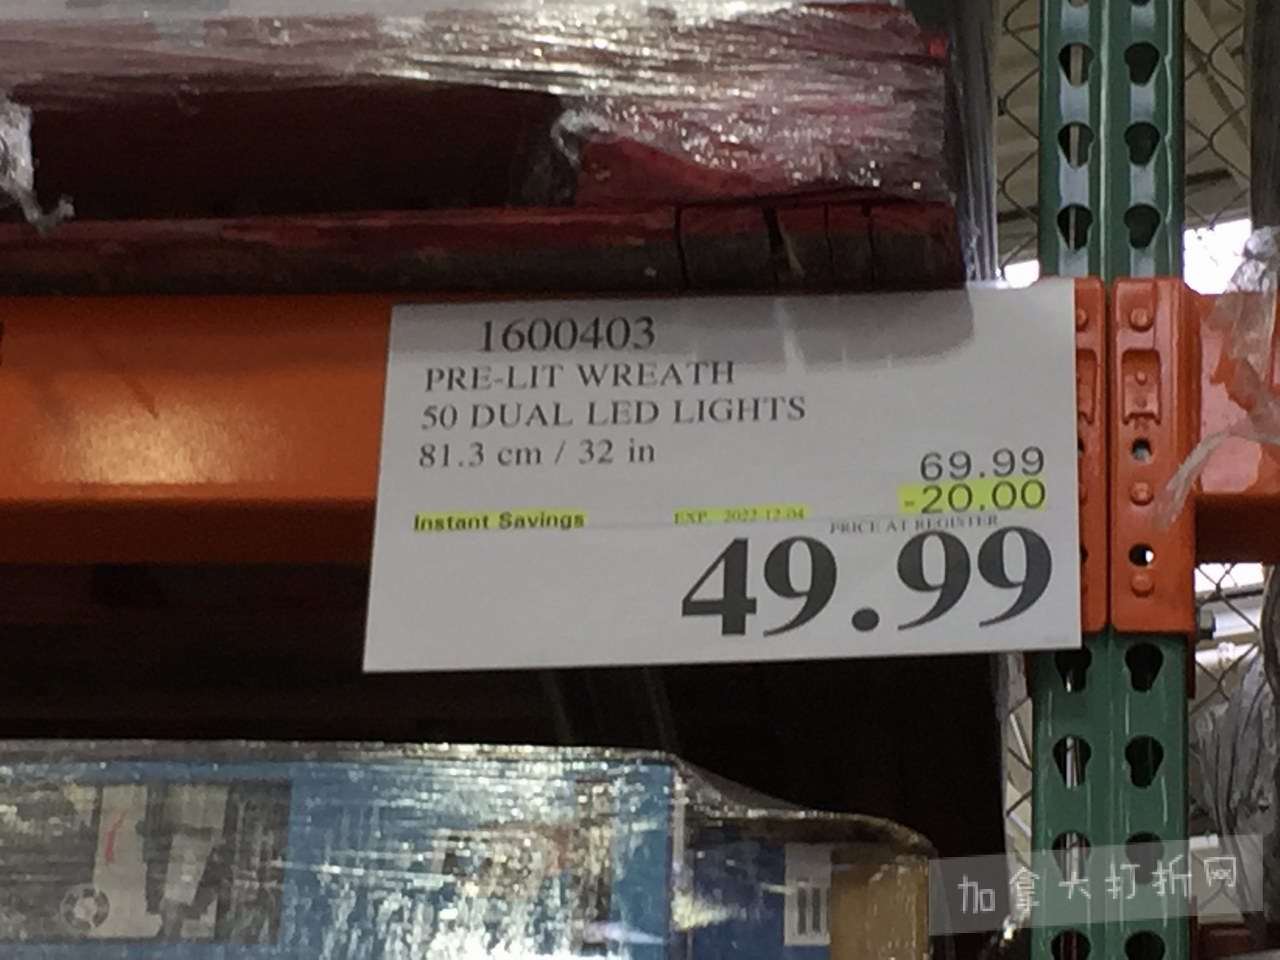 1600403
PRE-LIT WREATH
50 DUAL LED LIGHTS
81.3 cm / 32 in
69.99
-20.00
Instant Savings EXP. 2022-12-04
PRICE AT REGISTER
49.99
加拿大打折网